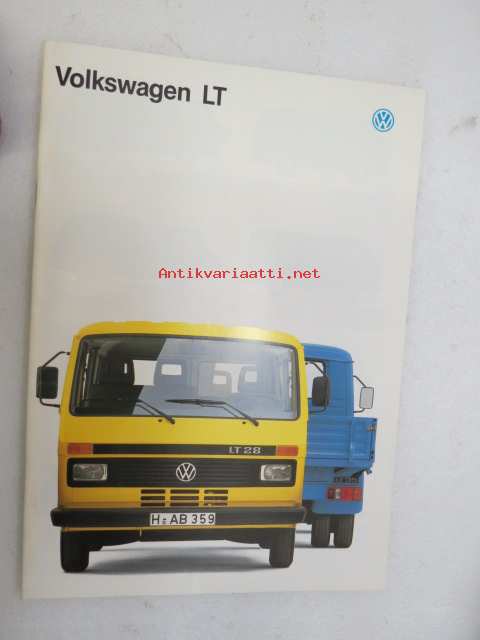 Volkswagen LT
Antikvariaatti.net
LT 28
H AB 359